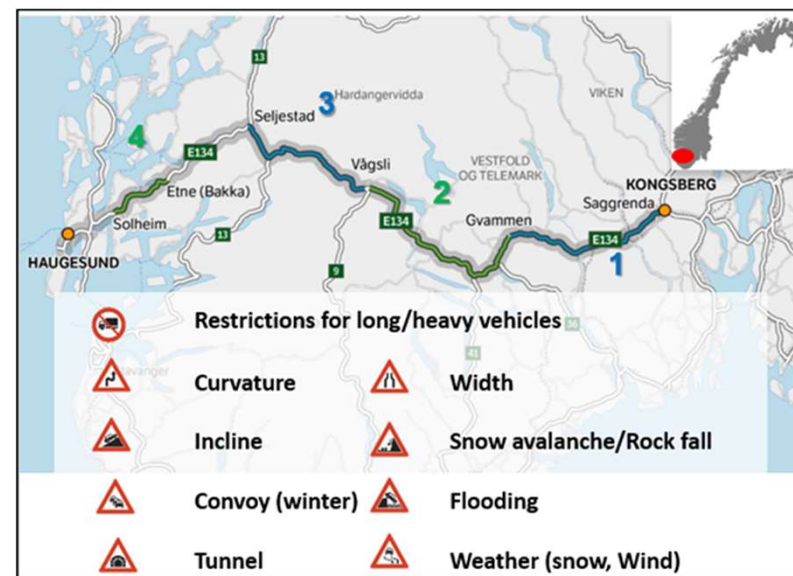 13
3
Hardangervidda
VIKEN
Seljestad
4
E134
Vågsli
VESTFOLD
OG TELEMARK
2
KONGSBERG
Etne (Bakka)
Saggrenda
Gvammen
Solheim
E134
13
E134
1
HAUGESUND
9
Restrictions for long/heavy vehicles
36
41
Curvature
Width
Incline
Snow avalanche/Rock fall
Convoy (winter)
Flooding
Tunnel
Weather (snow, Wind)